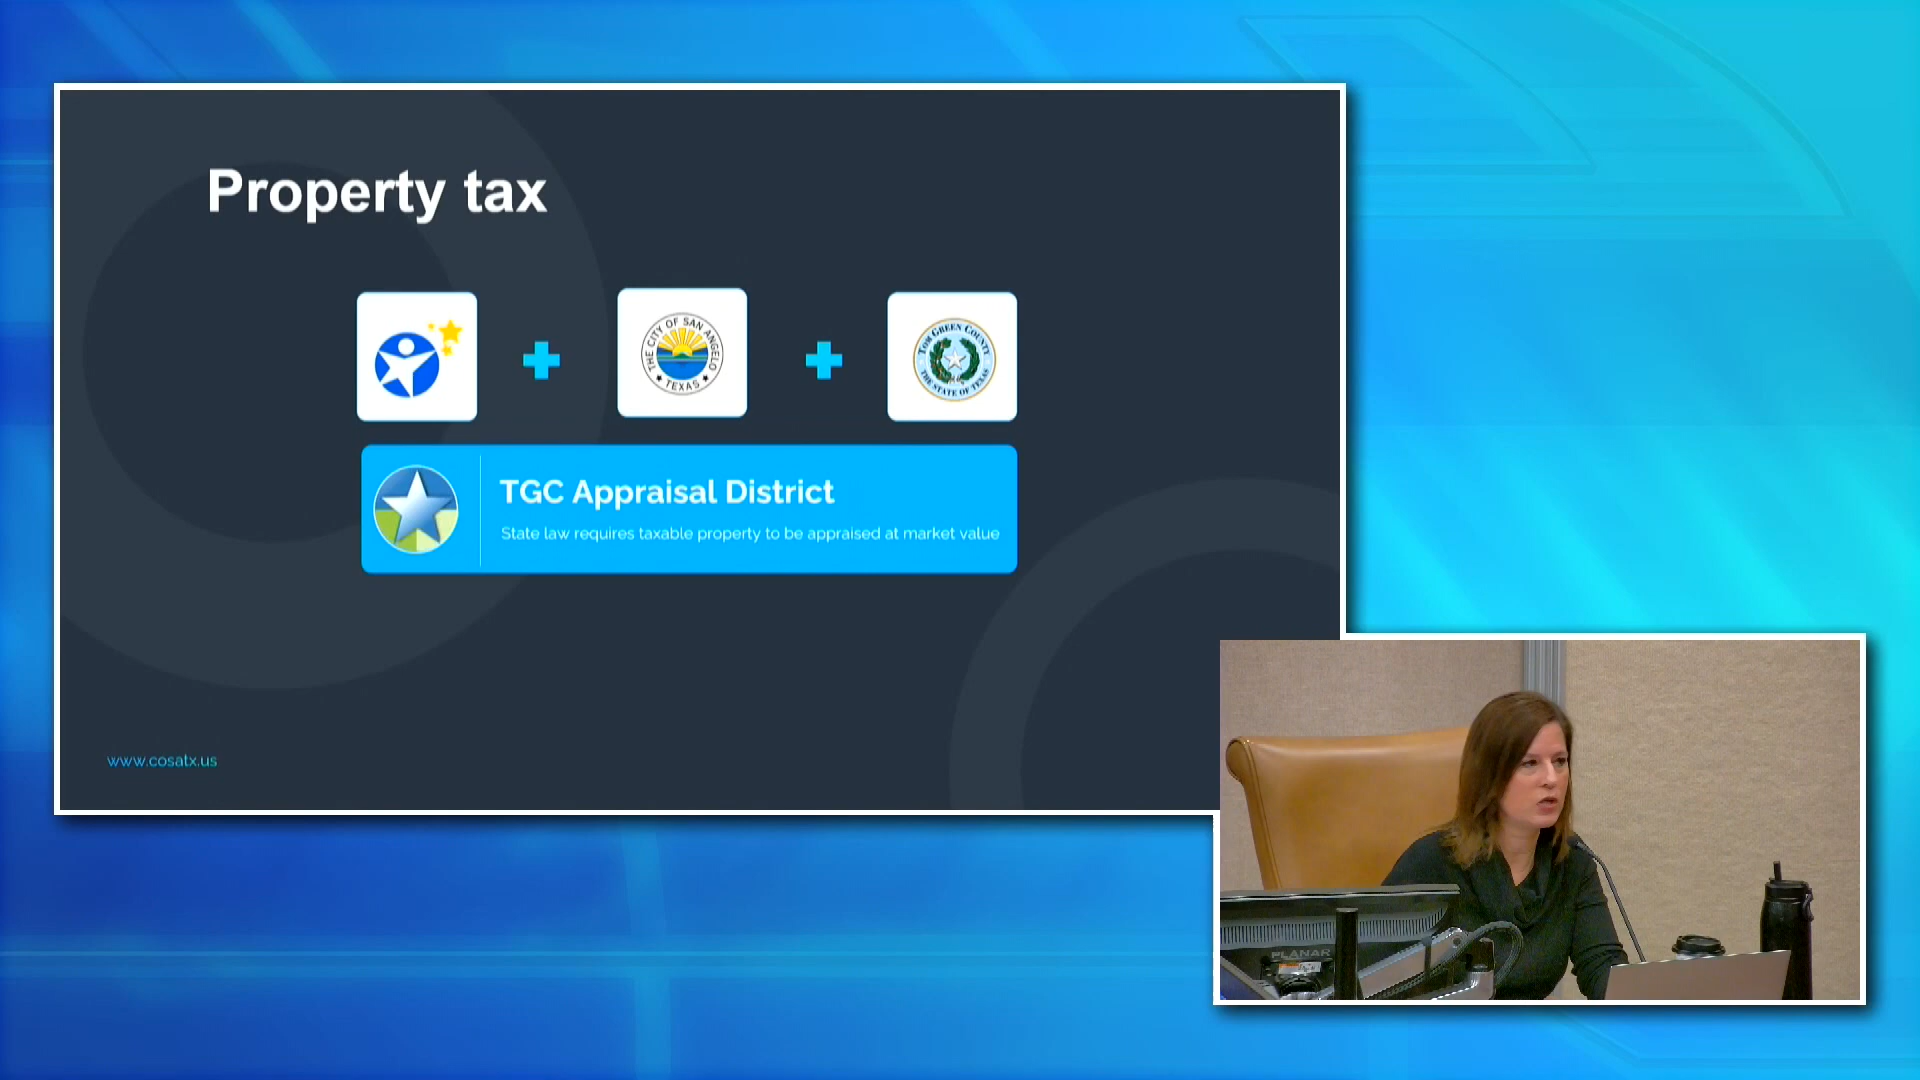 Property tax
THE CITY OF SAN ANGELO
TEXAS
TOM GREEN COUNTY
THE STATE OF TEXAS
TGC Appraisal District
State law requires taxable property to be appraised at market value
www.cosatx.us
PLANAR